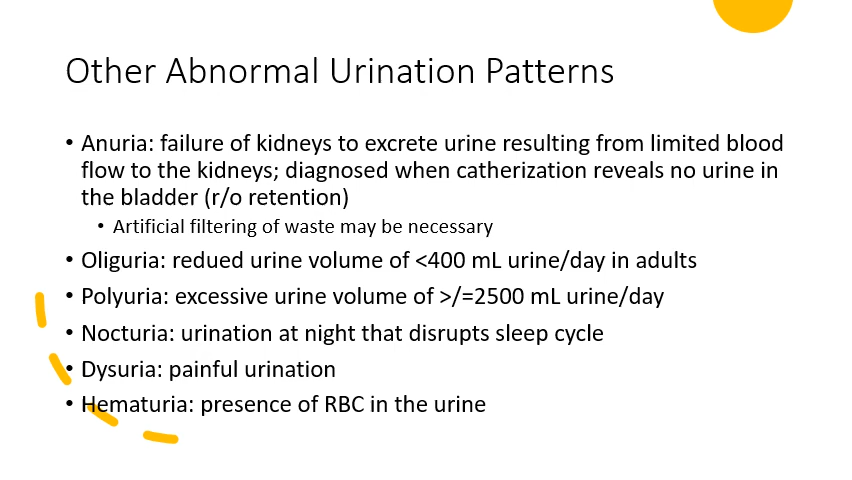 Other Abnormal Urination Patterns
• Anuria: failure of kidneys to excrete urine resulting from limited blood
flow to the kidneys; diagnosed when catherization reveals no urine in
the bladder (r/o retention)
• Artificial filtering of waste may be necessary
• Oliguria: redued urine volume of <400 mL urine/day in adults
• Polyuria: excessive urine volume of >/=2500 mL urine/day
• Nocturia: urination at night that disrupts sleep cycle
• Dysuria: painful urination
• Hematuria: presence of RBC in the urine